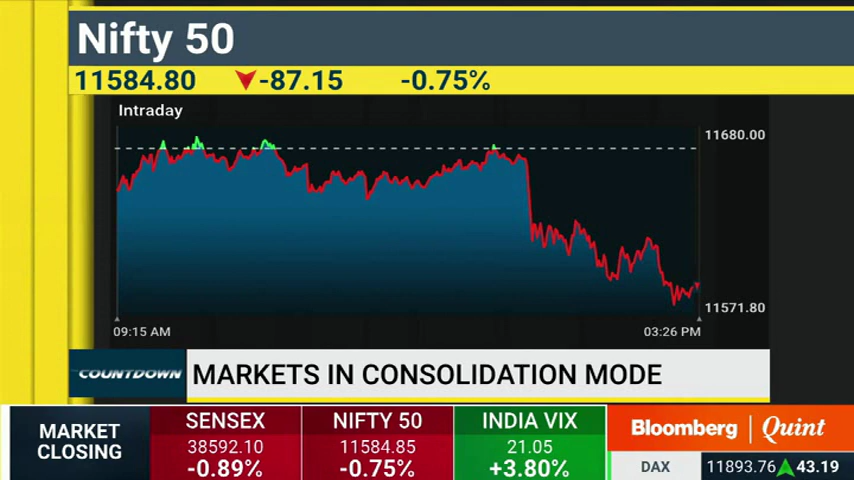 Nifty 50
11584.80 -87.15 -0.75%
Intraday
11680.00
11571.80
09:15 AM 03:26 PM
COUNTDOWN
MARKETS IN CONSOLIDATION MODE
MARKET
CLOSING
SENSEX
38592.10
-0.89%
NIFTY 50
11584.85
-0.75%
INDIA VIX
21.05
+3.80%
Bloomberg | Quint
DAX 11893.76 43.19